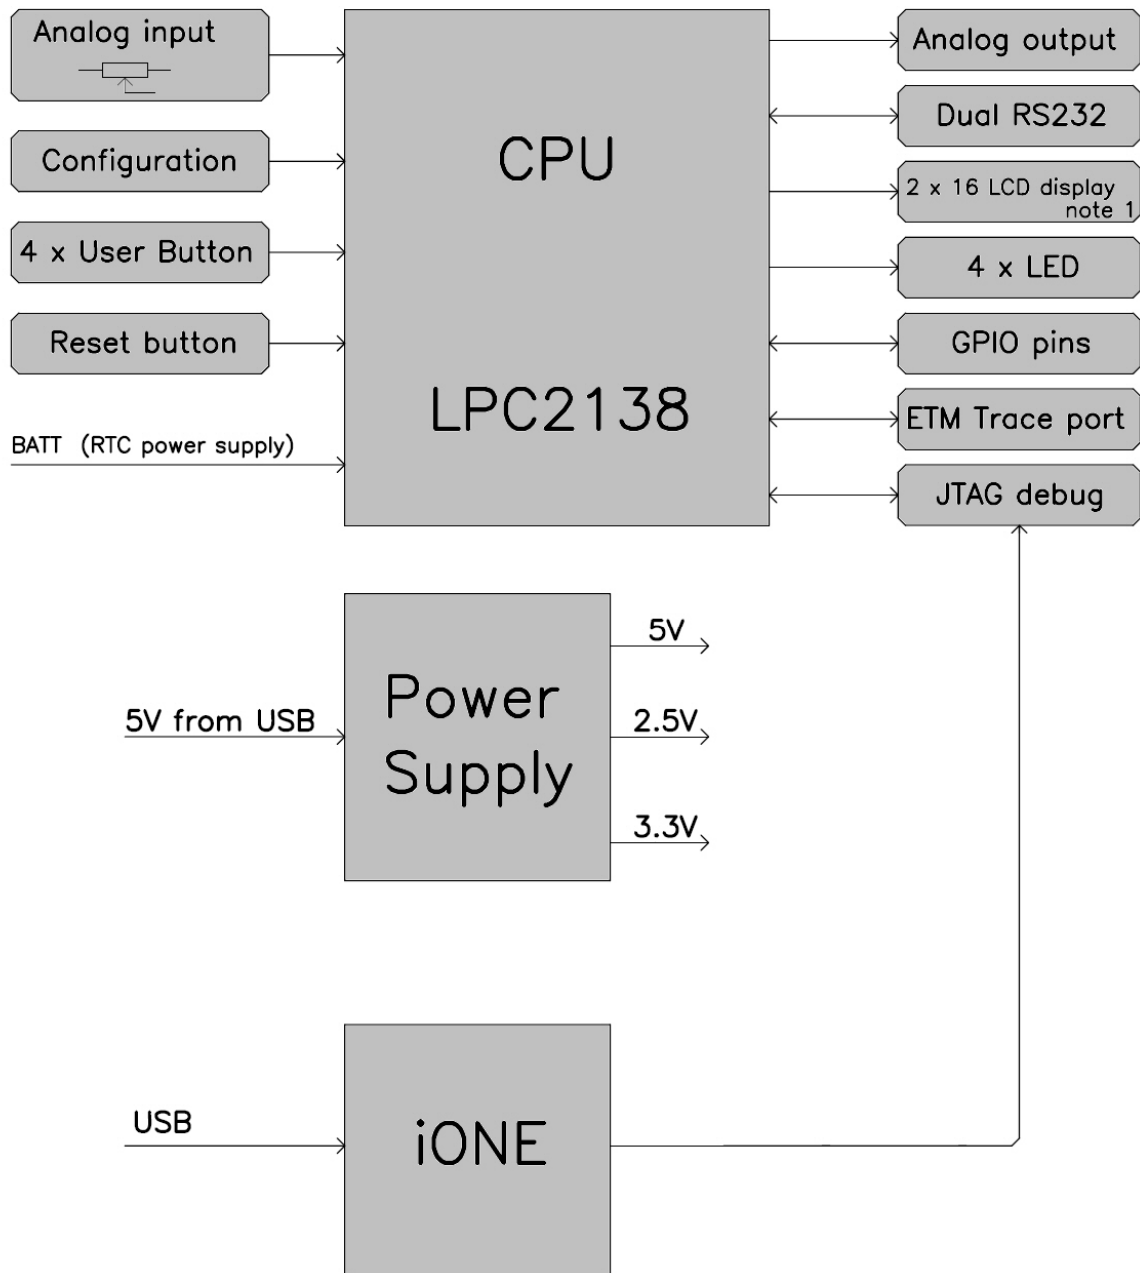 Analog input
Configuration
4 x User Button
Reset button
BATT (RTC power supply)
CPU
LPC2138
Analog output
Dual RS232
2 x 16 LCD display
note 1
4 x LED
GPIO pins
ETM Trace port
JTAG debug
5V from USB
Power
Supply
5V
2.5V
3.3V
USB
iONE